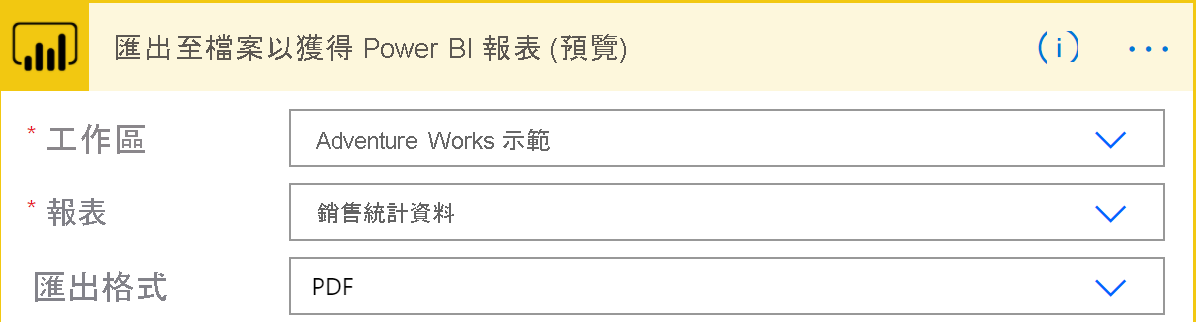 匯出至檔案以獲得 Power BI 報表 (預覽)
* 工作區
Adventure Works 示範
* 報表
銷售統計資料
匯出格式
PDF